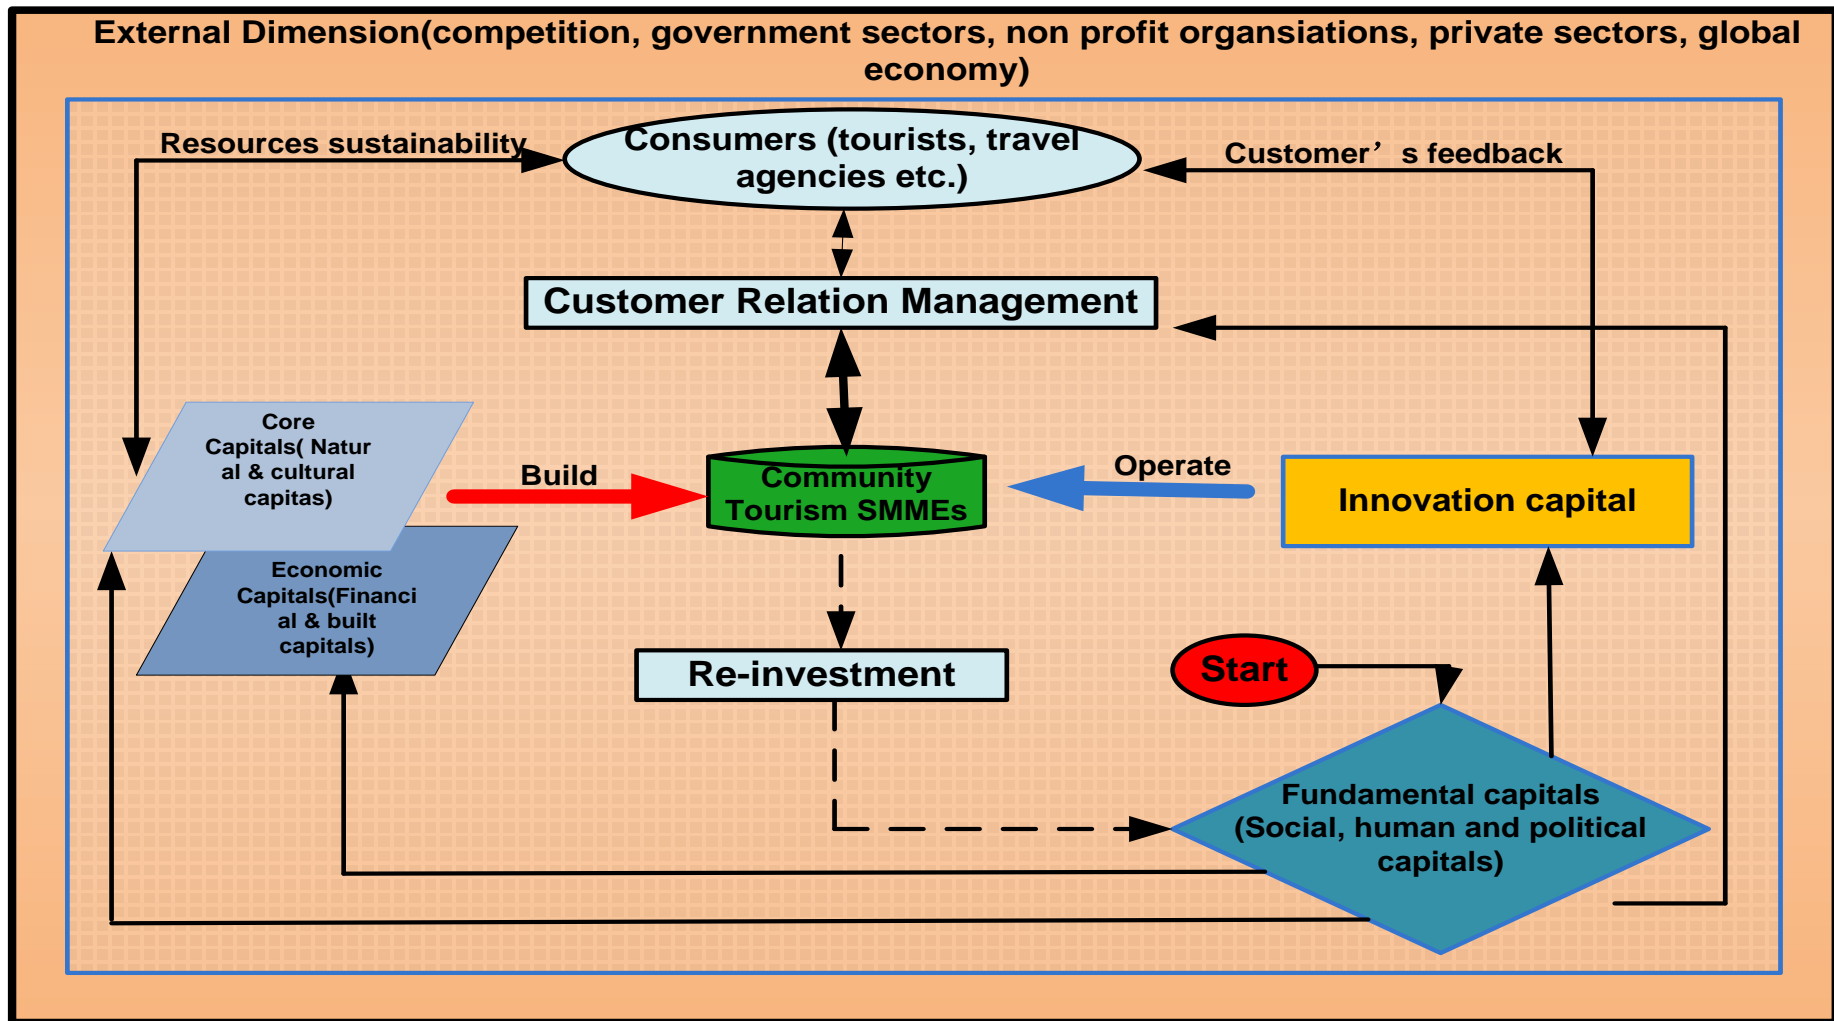 External Dimension(competition, government sectors, non profit organsiations, private sectors, global
economy)
Resources sustainability
Consumers (tourists, travel
agencies etc.)
Customer’s feedback
Customer Relation Management
Core
Capitals( Natur
al & cultural
capitas)
Build
Community
Tourism SMMEs
Operate
Innovation capital
Economic
Capitals(Financi
al & built
capitals)
Re-investment
Start
Fundamental capitals
(Social, human and political
capitals)